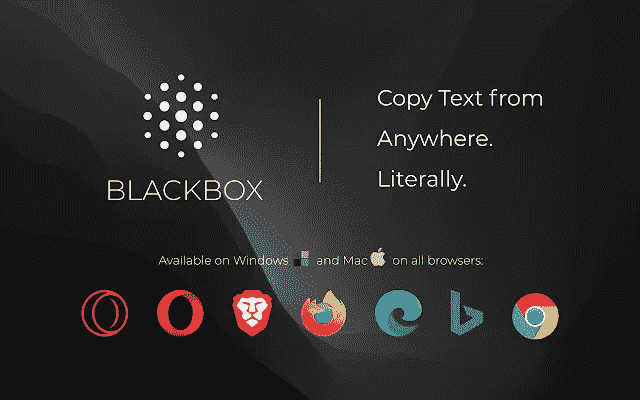 Copy Text from
Anywhere.
Literally.
BLACKBOX
Available on Windows and Mac on all browsers: